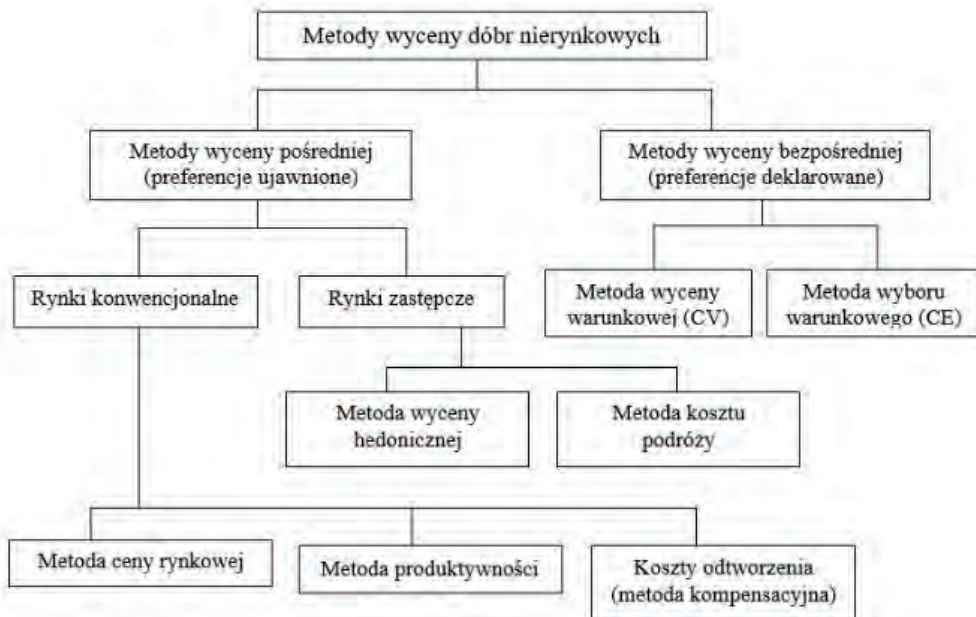 Metody wyceny dóbr nierynkowych
Metody wyceny pośredniej
(preferencje ujawnione)
Metody wyceny bezpośredniej
(preferencje deklarowane)
Rynki konwencjonalne
Rynki zastępcze
Metoda wyceny
warunkowej (CV)
Metoda wyboru
warunkowego (CE)
Metoda wyceny
hedonicznej
Metoda kosztu
podróży
Metoda ceny rynkowej
Metoda produktywności
Koszty odtworzenia
(metoda kompensacyjna)